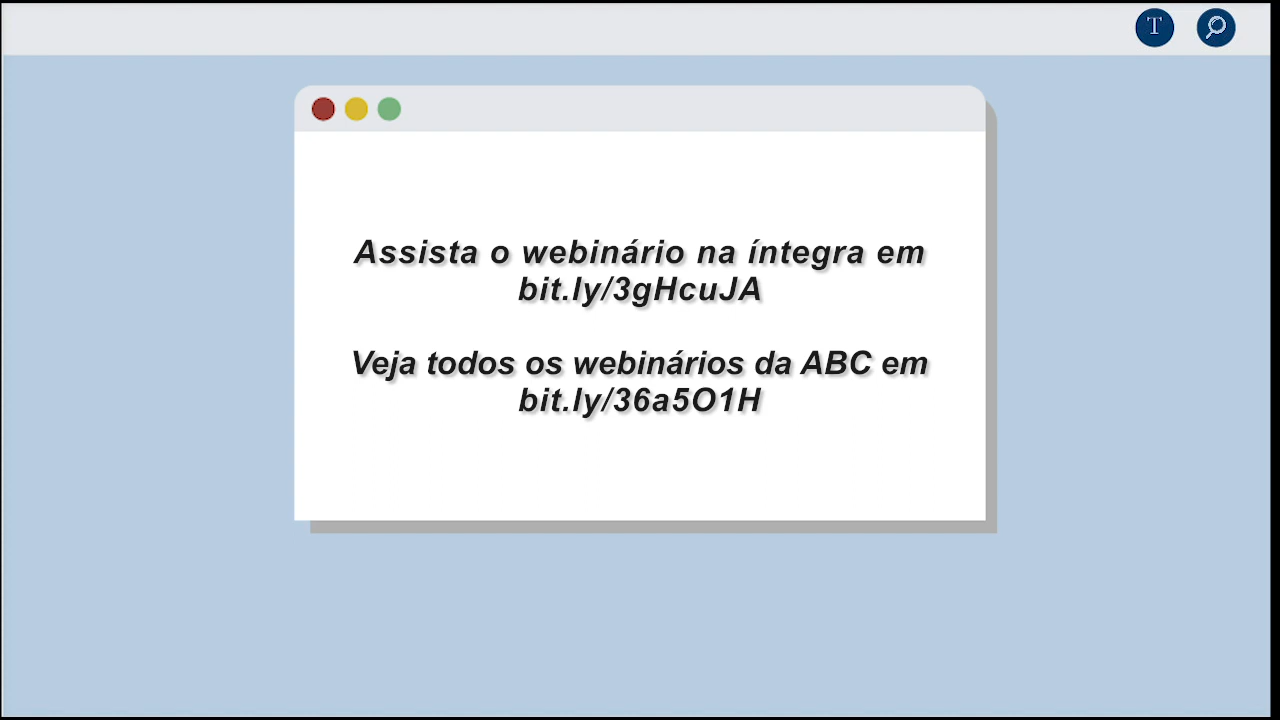 T
Assista o webinário na íntegra em
bit.ly/3gHcuJA
Veja todos os webinários da ABC em
bit.ly/36a5O1H